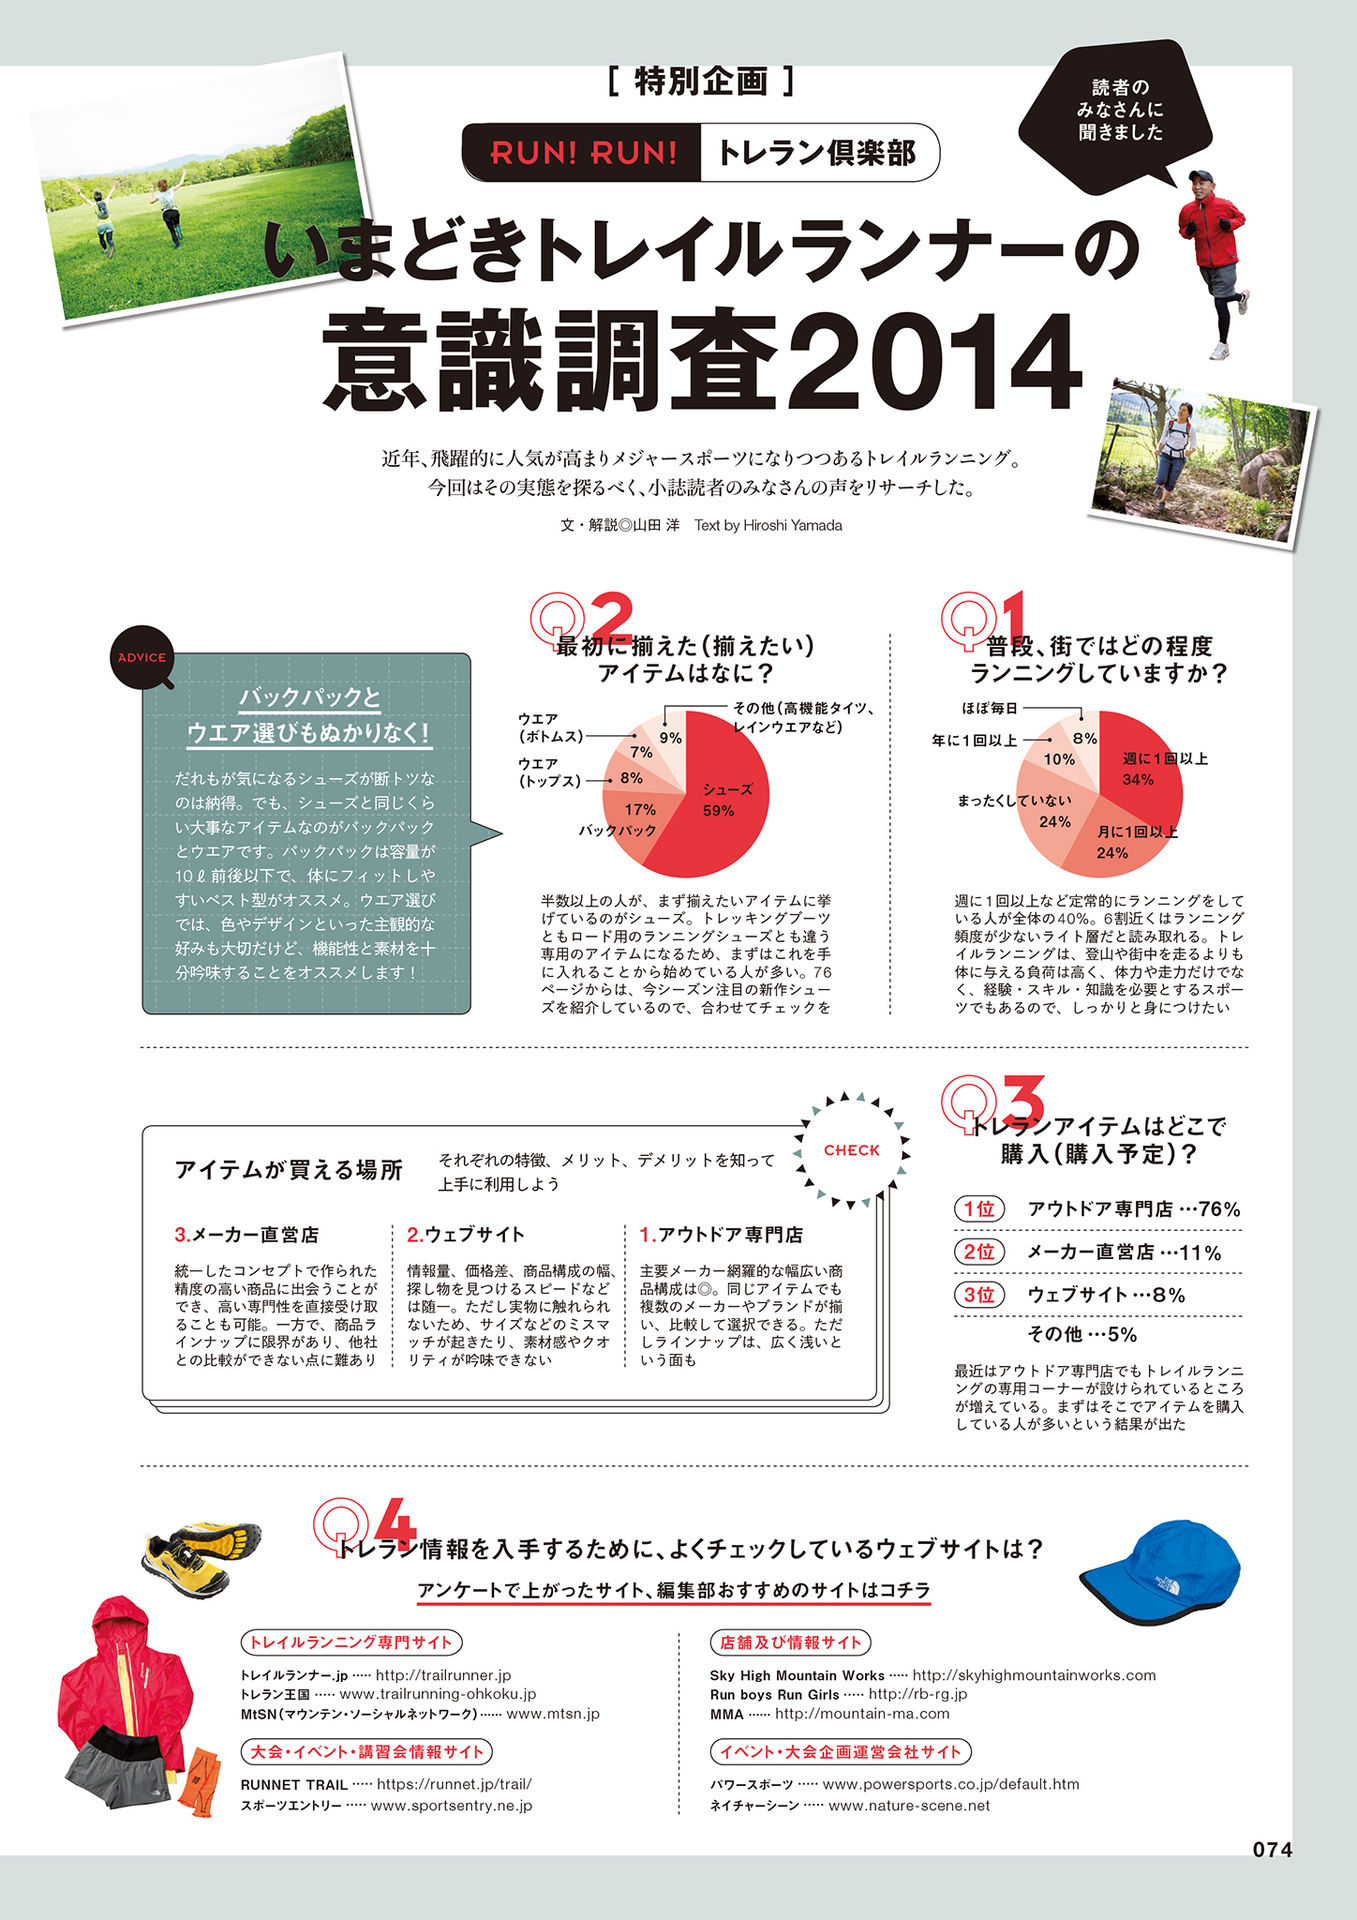 [ 特別企画 ]
RUN! RUN! トレラン倶楽部
読者の
みなさんに
聞きました
いまどきトレイルランナーの
意識調査2014
近年、飛躍的に人気が高まりメジャースポーツになりつつあるトレイルランニング。
今回はその実態を探るべく、小誌読者のみなさんの声をリサーチした。
文・解説◎山田 洋 Text by Hiroshi Yamada
Q1
普段、街ではどの程度
ランニングしていますか？
ほぼ毎日
8%
年に1回以上
10%
週に1回以上
34%
まったくしていない
24%
月に1回以上
24%
週に1回以上など定常的にランニングをして
いる人が全体の40%。6割近くはランニング
頻度が少ないライト層だと読み取れる。トレ
イルランニングは、登山や街中を走るよりも
体に与える負荷は高く、体力や走力だけでな
く、経験・スキル・知識を必要とするスポー
ツでもあるので、しっかりと身につけたい
Q2
最初に揃えた（揃えたい）
アイテムはなに？
その他（高機能タイツ、
レインウエアなど）
9%
ウエア
（ボトムス）
7%
ウエア
（トップス）
8%
シューズ
59%
17%
バックパック
半数以上の人が、まず揃えたいアイテムに挙
げているのがシューズ。トレッキングブーツ
ともロード用のランニングシューズとも違う
専用のアイテムになるため、まずはこれを手
に入れることから始めている人が多い。76
ページからは、今シーズン注目の新作シュー
ズを紹介しているので、合わせてチェックを
ADVICE
バックパックと
ウエア選びもぬかりなく！
だれもが気になるシューズが断トツな
のは納得。でも、シューズと同じくら
い大事なアイテムなのがバックパック
とウエアです。バックパックは容量が
10ℓ前後以下で、体にフィットしや
すいベスト型がオススメ。ウエア選び
では、色やデザインといった主観的な
好みも大切だけど、機能性と素材を十
分吟味することをオススメします！
Q3
トレランアイテムはどこで
購入（購入予定）？
1位 アウトドア専門店…76%
2位 メーカー直営店…11%
3位 ウェブサイト…8%
その他…5%
最近はアウトドア専門店でもトレイルランニ
ングの専用コーナーが設けられているところ
が増えている。まずはそこでアイテムを購入
している人が多いという結果が出た
CHECK
アイテムが買える場所
それぞれの特徴、メリット、デメリットを知って
上手に利用しよう
1.アウトドア専門店
主要メーカー網羅的な幅広い商
品構成は◎。同じアイテムでも
複数のメーカーやブランドが揃
い、比較して選択できる。ただ
しラインナップは、広く浅いと
いう面も
2.ウェブサイト
情報量、価格差、商品構成の幅、
探し物を見つけるスピードなど
は随一。ただし実物に触れられ
ないため、サイズなどのミスマ
ッチが起きたり、素材感やクオ
リティが吟味できない
3.メーカー直営店
統一したコンセプトで作られた
精度の高い商品に出会うことが
でき、高い専門性を直接受け取
ることも可能。一方で、商品ラ
インナップに限界があり、他社
との比較ができない点に難あり
Q4
トレラン情報を入手するために、よくチェックしているウェブサイトは？
アンケートで上がったサイト、編集部おすすめのサイトはコチラ
トレイルランニング専門サイト
トレイルランナー.jp ····· http://trailrunner.jp
トレラン王国 ····· www.trailrunning-ohkoku.jp
MtSN（マウンテン・ソーシャルネットワーク）······ www.mtsn.jp
大会・イベント・講習会情報サイト
RUNNET TRAIL ····· https://runnet.jp/trail/
スポーツエントリー ····· www.sportsentry.ne.jp
店舗及び情報サイト
Sky High Mountain Works ····· http://skyhighmountainworks.com
Run boys Run Girls ····· http://rb-rg.jp
MMA ······ http://mountain-ma.com
イベント・大会企画運営会社サイト
パワースポーツ ····· www.powersports.co.jp/default.htm
ネイチャーシーン ····· www.nature-scene.net
THE NORTH FACE
074